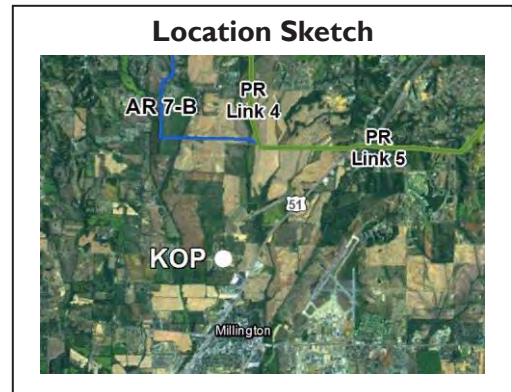 Location Sketch
AR 7-B
PR
Link 4
PR
Link 5
51
KOP
Millington